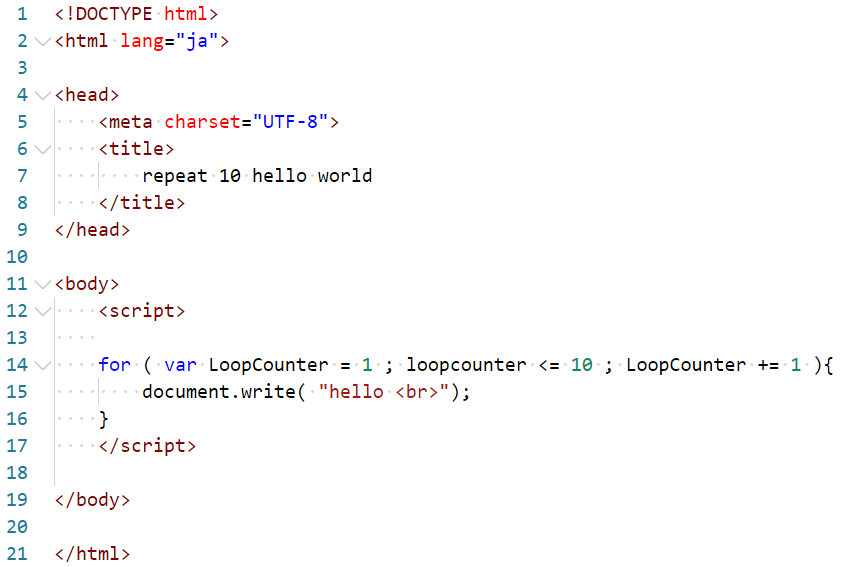 1 <!DOCTYPE html>
2 <html lang="ja">
3
4 <head>
5 <meta charset="UTF-8">
6 <title>
7 repeat 10 hello world
8 </title>
9 </head>
10
11 <body>
12 <script>
13
14 for ( var LoopCounter = 1 ; loopcounter <= 10 ; LoopCounter += 1 ){
15 document.write( "hello <br>");
16 }
17 </script>
18
19 </body>
20
21 </html>